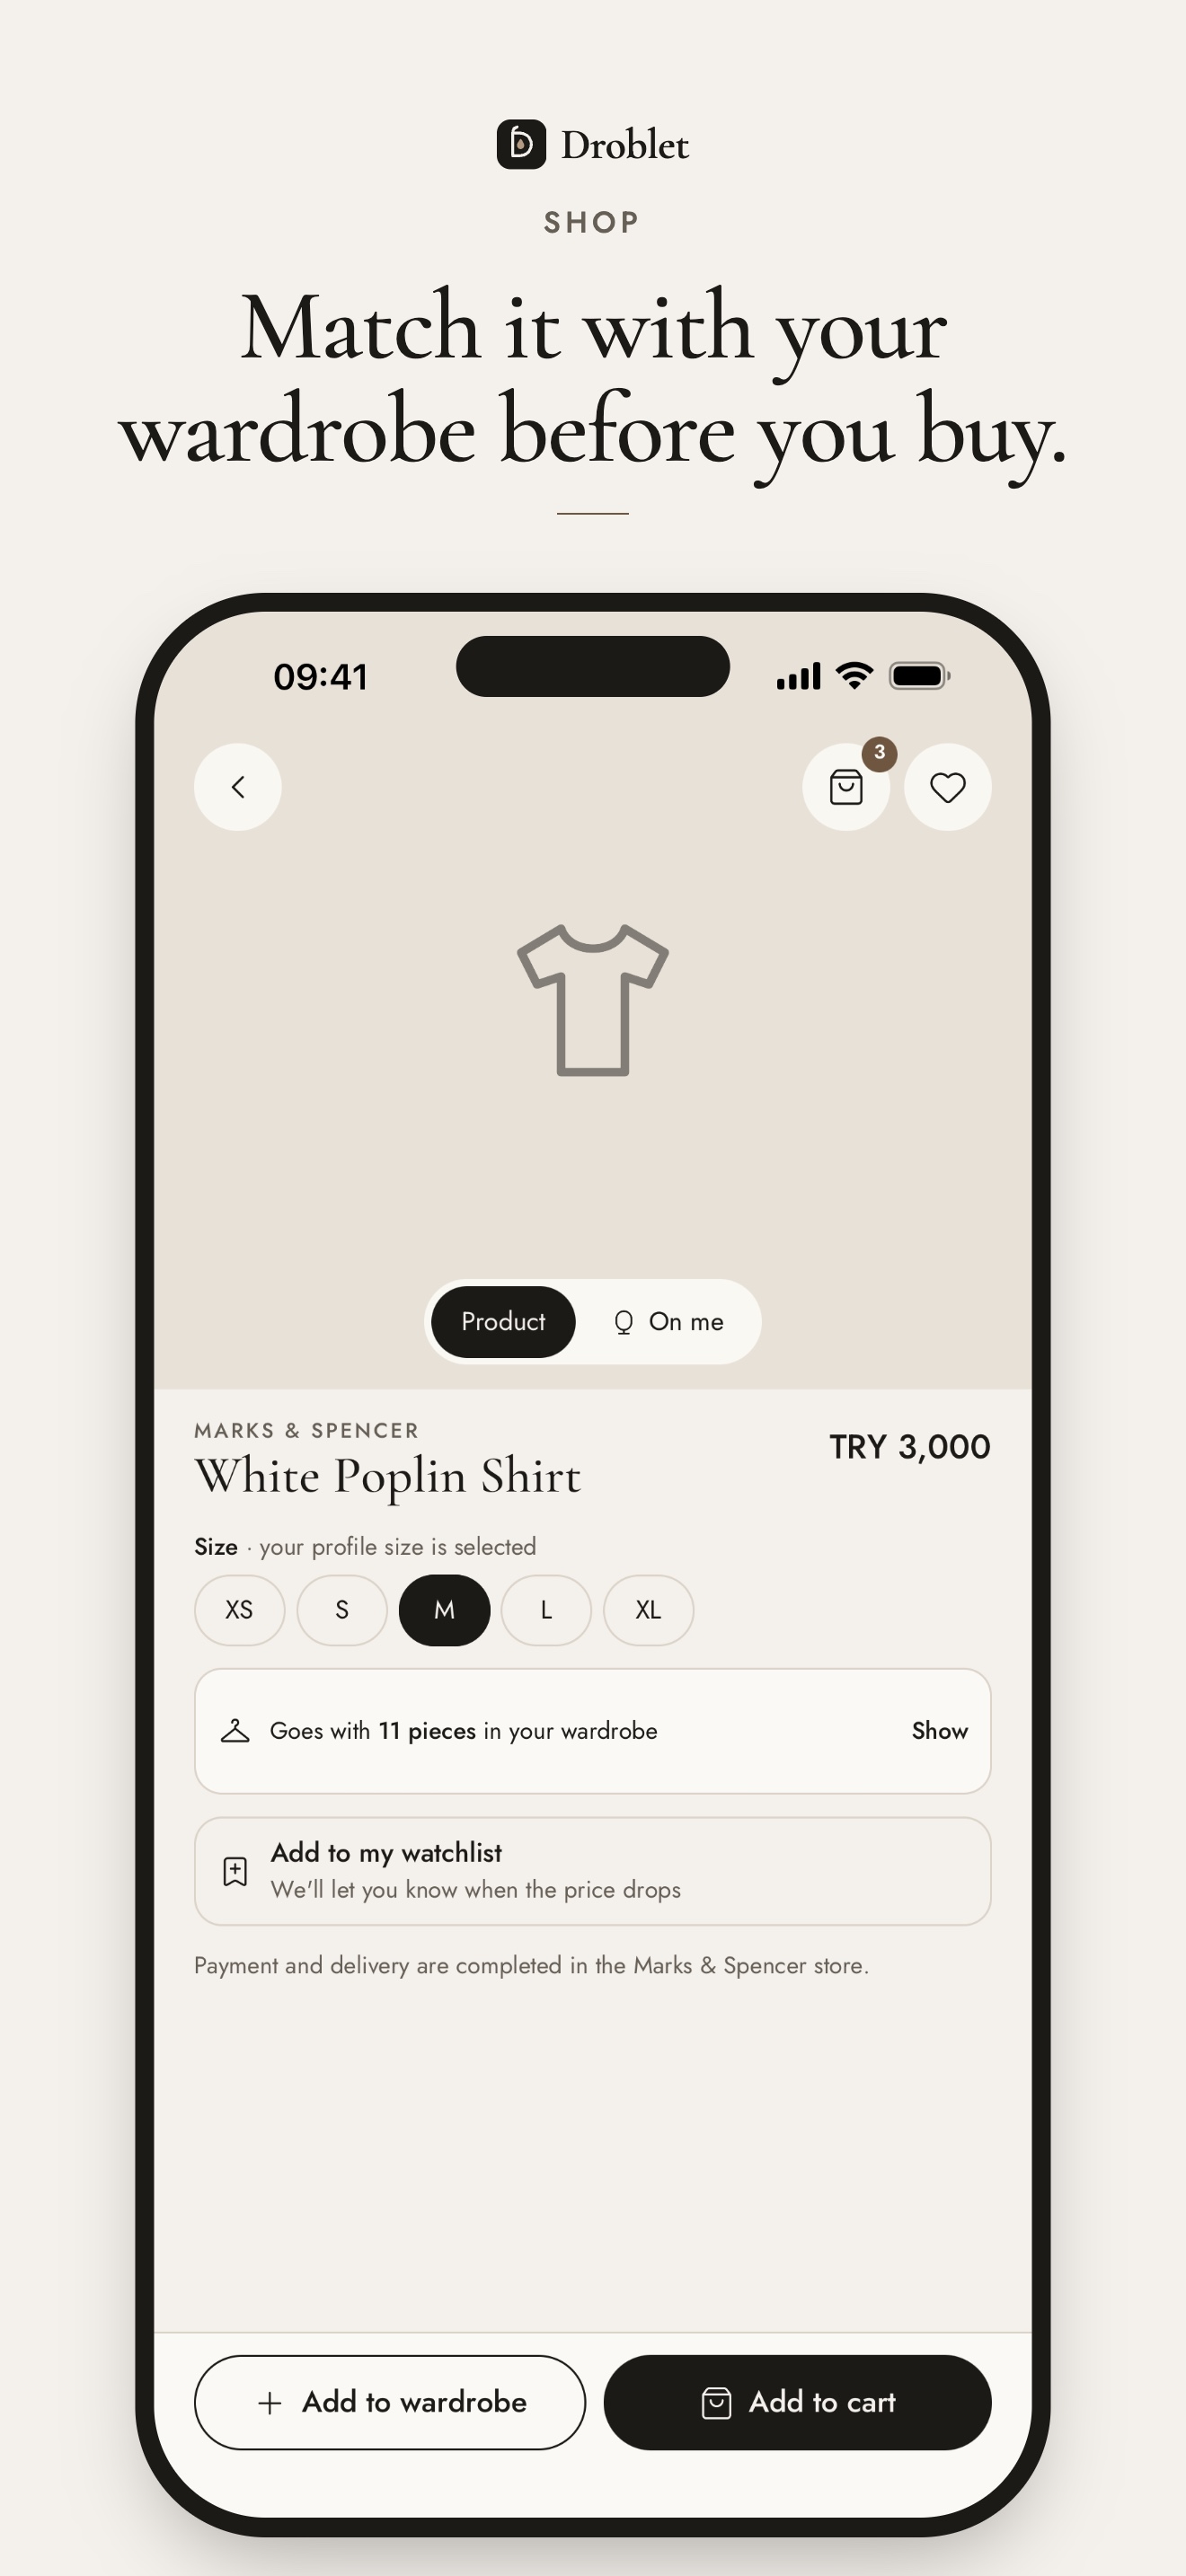 Droblet
SHOP
Match it with your
wardrobe before you buy.
09:41
3
Product
On me
MARKS & SPENCER
White Poplin Shirt
TRY 3,000
Size · your profile size is selected
XS
S
M
L
XL
Goes with 11 pieces in your wardrobe
Show
Add to my watchlist
We'll let you know when the price drops
Payment and delivery are completed in the Marks & Spencer store.
Add to wardrobe
Add to cart